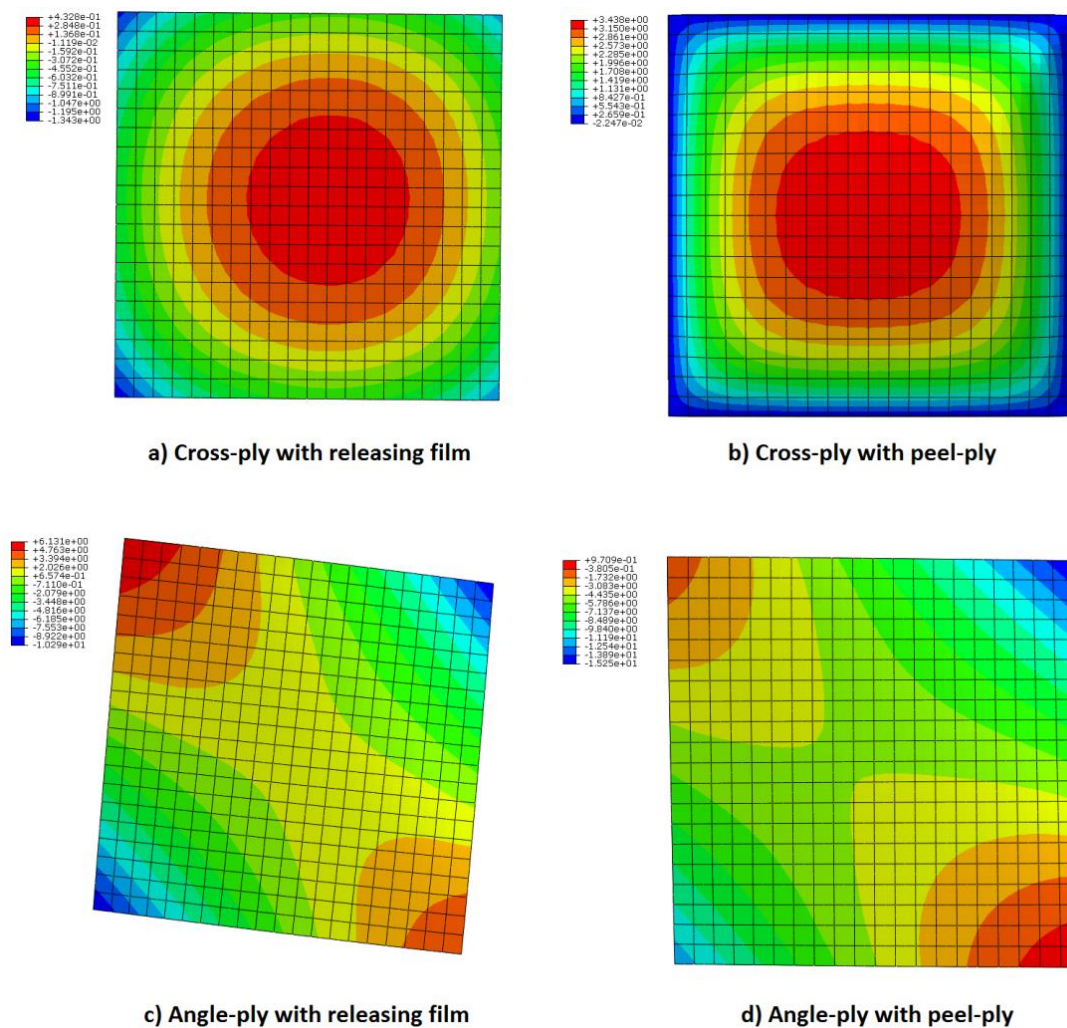 +4.328e-01
+2.848e-01
+1.368e-01
-1.119e-02
-1.592e-01
-3.072e-01
-4.552e-01
-6.032e-01
-7.511e-01
-8.991e-01
-1.047e+00
-1.195e+00
-1.343e+00
+3.438e+00
+3.150e+00
+2.861e+00
+2.573e+00
+2.285e+00
+1.996e+00
+1.708e+00
+1.419e+00
+1.131e+00
+8.427e-01
+5.543e-01
+2.659e-01
-2.247e-02
a) Cross-ply with releasing film
b) Cross-ply with peel-ply
+6.131e+00
+4.763e+00
+3.394e+00
+2.026e+00
+6.574e-01
-7.110e-01
-2.079e+00
-3.448e+00
-4.816e+00
-6.185e+00
-7.553e+00
-8.922e+00
-1.029e+01
+9.709e-01
-3.805e-01
-1.732e+00
-3.083e+00
-4.435e+00
-5.786e+00
-7.137e+00
-8.489e+00
-9.840e+00
-1.119e+01
-1.254e+01
-1.389e+01
-1.525e+01
c) Angle-ply with releasing film
d) Angle-ply with peel-ply